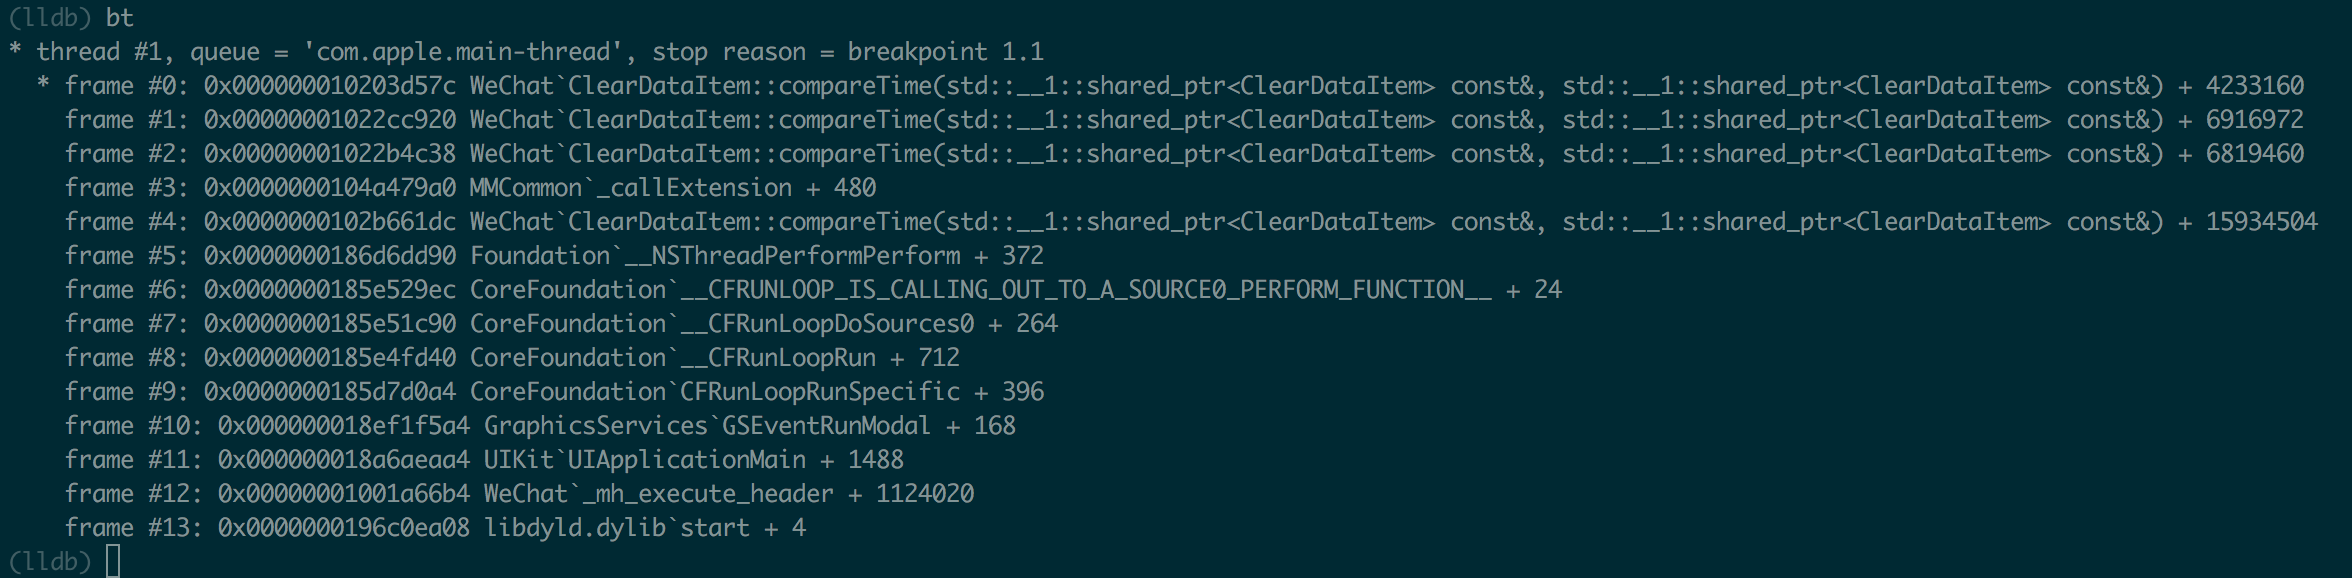 (lldb) bt
* thread #1, queue = 'com.apple.main-thread', stop reason = breakpoint 1.1
  * frame #0: 0x000000010203d57c WeChat`ClearDataItem::compareTime(std::__1::shared_ptr<ClearDataItem> const&, std::__1::shared_ptr<ClearDataItem> const&) + 4233160
    frame #1: 0x00000001022cc920 WeChat`ClearDataItem::compareTime(std::__1::shared_ptr<ClearDataItem> const&, std::__1::shared_ptr<ClearDataItem> const&) + 6916972
    frame #2: 0x00000001022b4c38 WeChat`ClearDataItem::compareTime(std::__1::shared_ptr<ClearDataItem> const&, std::__1::shared_ptr<ClearDataItem> const&) + 6819460
    frame #3: 0x0000000104a479a0 MMCommon`_callExtension + 480
    frame #4: 0x0000000102b661dc WeChat`ClearDataItem::compareTime(std::__1::shared_ptr<ClearDataItem> const&, std::__1::shared_ptr<ClearDataItem> const&) + 15934504
    frame #5: 0x0000000186d6dd90 Foundation`__NSThreadPerformPerform + 372
    frame #6: 0x0000000185e529ec CoreFoundation`__CFRUNLOOP_IS_CALLING_OUT_TO_A_SOURCE0_PERFORM_FUNCTION__ + 24
    frame #7: 0x0000000185e51c90 CoreFoundation`__CFRunLoopDoSources0 + 264
    frame #8: 0x0000000185e4fd40 CoreFoundation`__CFRunLoopRun + 712
    frame #9: 0x0000000185d7d0a4 CoreFoundation`CFRunLoopRunSpecific + 396
    frame #10: 0x000000018ef1f5a4 GraphicsServices`GSEventRunModal + 168
    frame #11: 0x000000018a6aeaa4 UIKit`UIApplicationMain + 1488
    frame #12: 0x00000001001a66b4 WeChat`_mh_execute_header + 1124020
    frame #13: 0x0000000196c0ea08 libdyld.dylib`start + 4
(lldb)